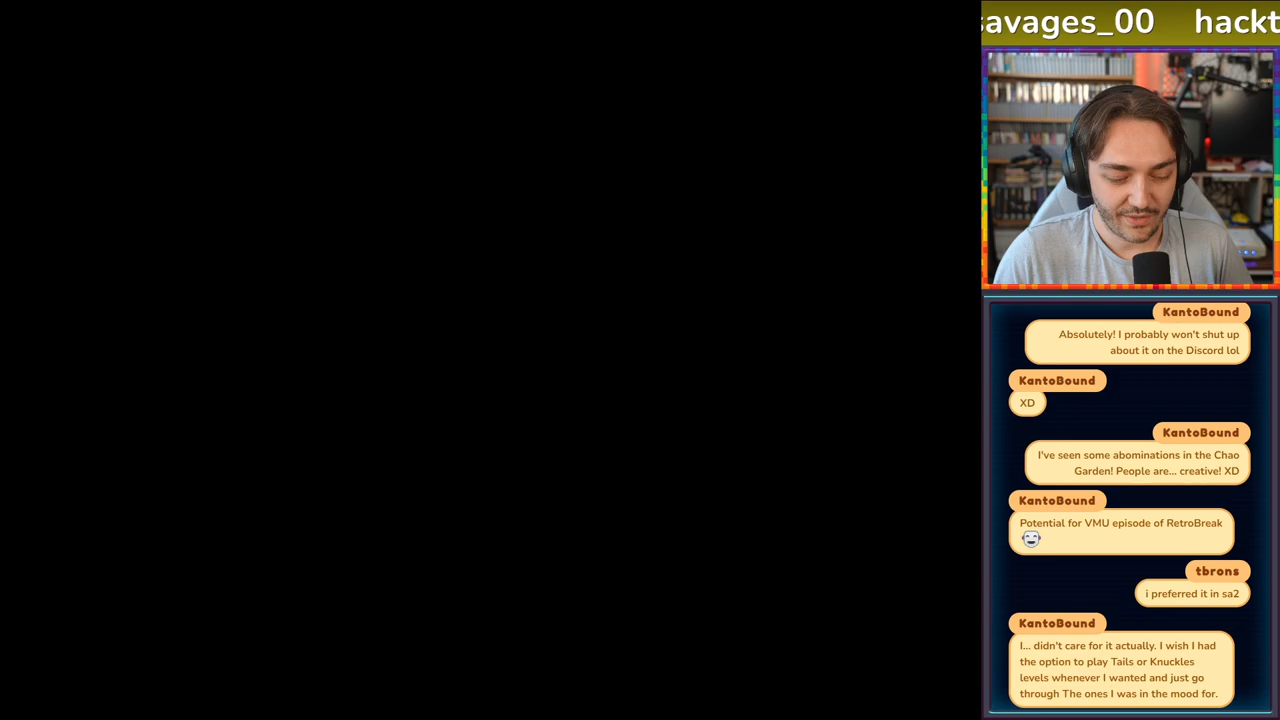 savages_00 hackt
KantoBound
Absolutely! I probably won't shut up
about it on the Discord lol
KantoBound
XD
KantoBound
I've seen some abominations in the Chao
Garden! People are... creative! XD
KantoBound
Potential for VMU episode of RetroBreak
tbrons
i preferred it in sa2
KantoBound
I... didn't care for it actually. I wish I had
the option to play Tails or Knuckles
levels whenever I wanted and just go
through The ones I was in the mood for.